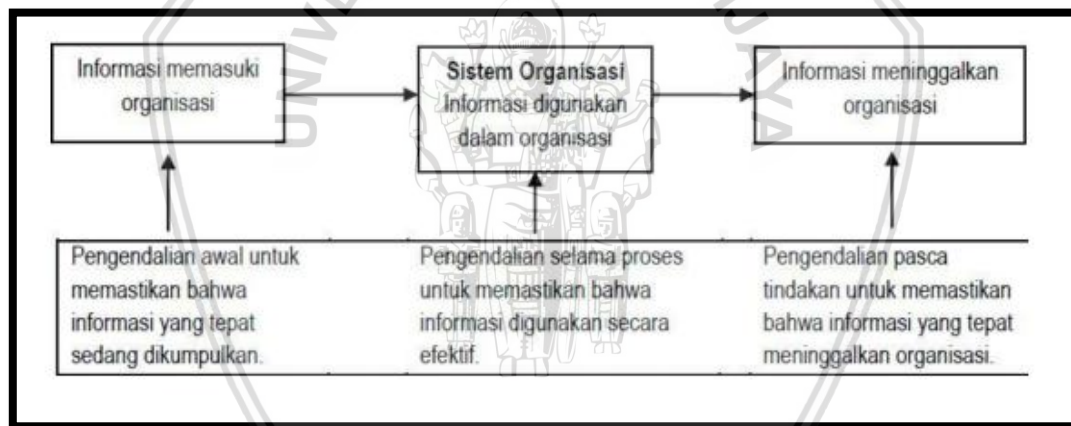 UNIVE
IJAYA
Informasi memasuki
organisasi
Sistem Organisasi
Informasi digunakan
dalam organisasi
Informasi meninggalkan
organisasi
Pengendalian awal untuk
memastikan bahwa
informasi yang tepat
sedang dikumpulkan.
Pengendalian selama proses
untuk memastikan bahwa
informasi digunakan secara
efektif.
Pengendalian pasca
tindakan untuk memastikan
bahwa informasi yang tepat
meninggalkan organisasi.